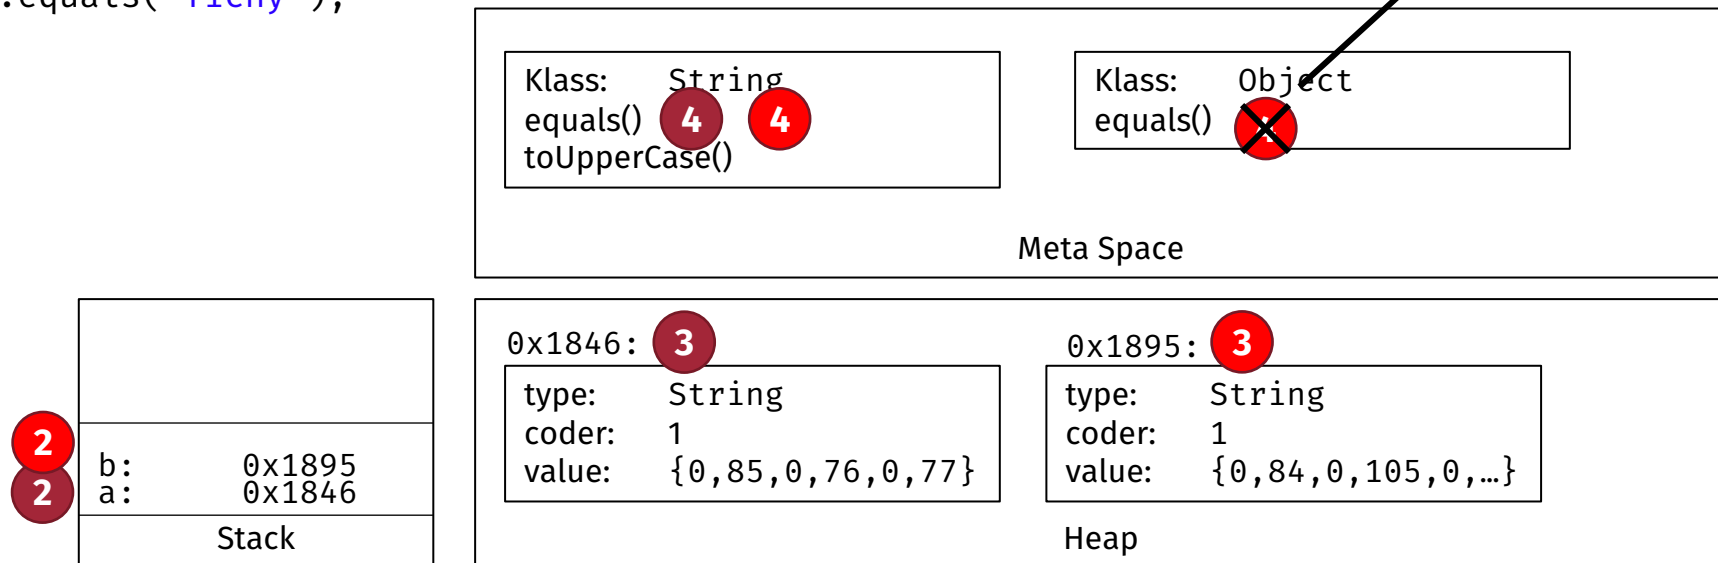 .equals("Tichy");
Klass: String
equals() 4 4
toUpperCase()
Klass: Object
equals()
Meta Space
2
b: 0x1895
2
a: 0x1846
Stack
0x1846: 3
type: String
coder: 1
value: {0,85,0,76,0,77}
0x1895: 3
type: String
coder: 1
value: {0,84,0,105,0,…}
Heap